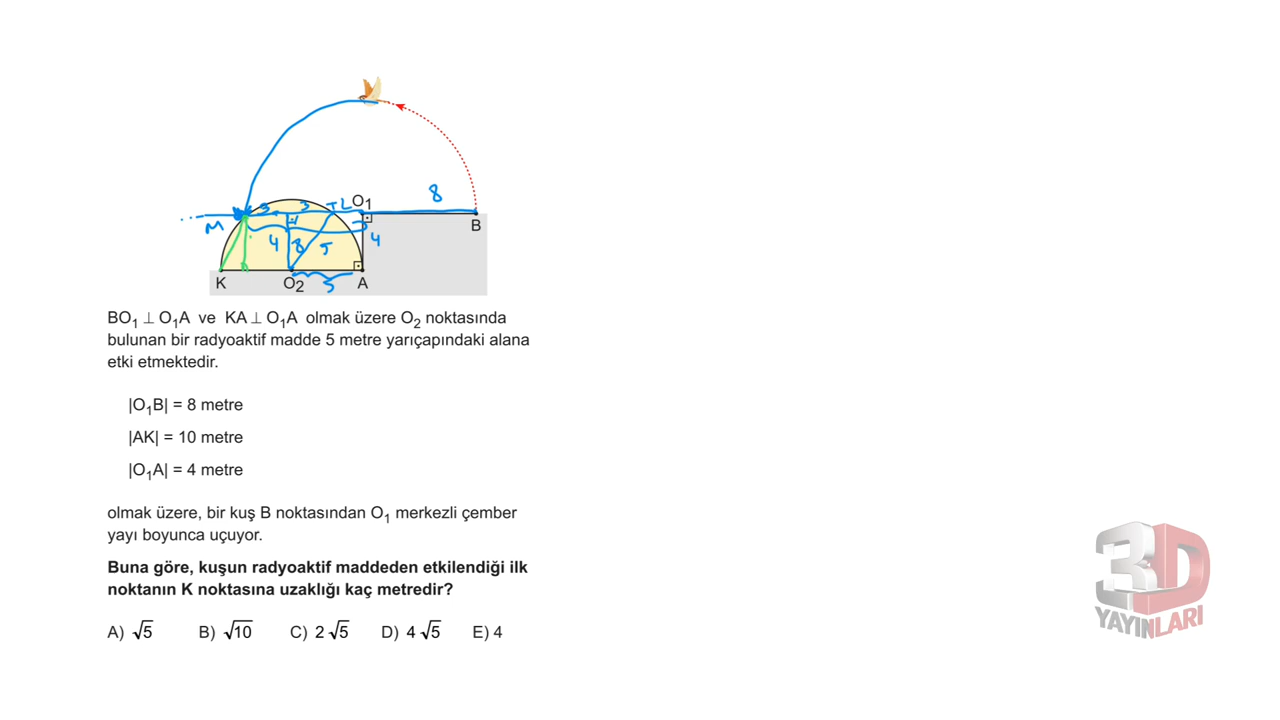 8
3 3 L O1
M B
4 8 5 4
K O2 A
5
BO1 ⊥ O1A ve KA ⊥ O1A olmak üzere O2 noktasında
bulunan bir radyoaktif madde 5 metre yarıçapındaki alana
etki etmektedir.
|O1B| = 8 metre
|AK| = 10 metre
|O1A| = 4 metre
olmak üzere, bir kuş B noktasından O1 merkezli çember
yayı boyunca uçuyor.
Buna göre, kuşun radyoaktif maddeden etkilendiği ilk
noktanın K noktasına uzaklığı kaç metredir?
A) √5 B) √10 C) 2√5 D) 4√5 E) 4
3D
YAYINLARI